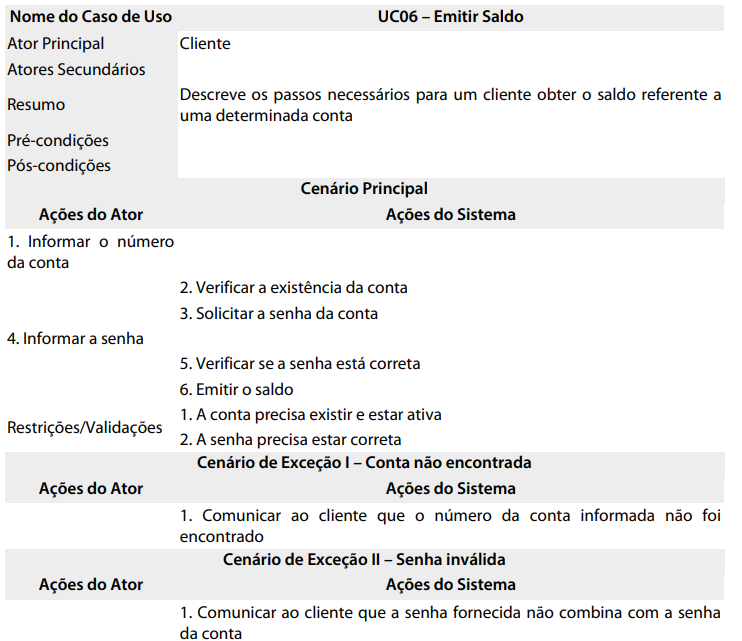 Nome do Caso de Uso UC06 – Emitir Saldo
Ator Principal Cliente
Atores Secundários
Resumo Descreve os passos necessários para um cliente obter o saldo referente a
uma determinada conta
Pré-condições
Pós-condições
Cenário Principal
Ações do Ator Ações do Sistema
1. Informar o número
da conta
2. Verificar a existência da conta
3. Solicitar a senha da conta
4. Informar a senha
5. Verificar se a senha está correta
6. Emitir o saldo
Restrições/Validações
1. A conta precisa existir e estar ativa
2. A senha precisa estar correta
Cenário de Exceção I – Conta não encontrada
Ações do Ator Ações do Sistema
1. Comunicar ao cliente que o número da conta informada não foi
encontrado
Cenário de Exceção II – Senha inválida
Ações do Ator Ações do Sistema
1. Comunicar ao cliente que a senha fornecida não combina com a senha
da conta